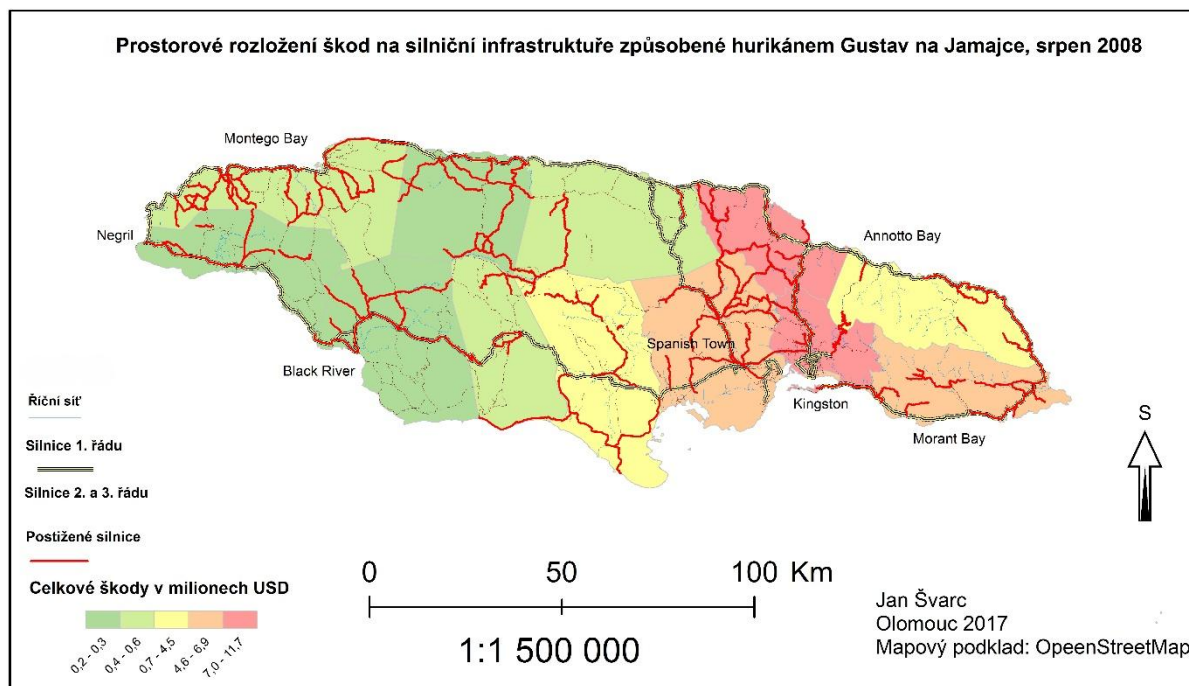 Prostorové rozložení škod na silniční infrastruktuře způsobené hurikánem Gustav na Jamajce, srpen 2008
Montego Bay
Negril
Annotto Bay
Spanish Town
Black River
Kingston
Morant Bay
S
Říční síť
Silnice 1. řádu
Silnice 2. a 3. řádu
Postižené silnice
Celkové škody v milionech USD
0,2 - 0,3
0,4 - 0,6
0,7 - 4,5
4,6 - 6,9
7,0 - 11,7
0 50 100 Km
1:1 500 000
Jan Švarc
Olomouc 2017
Mapový podklad: OpeenStreetMap